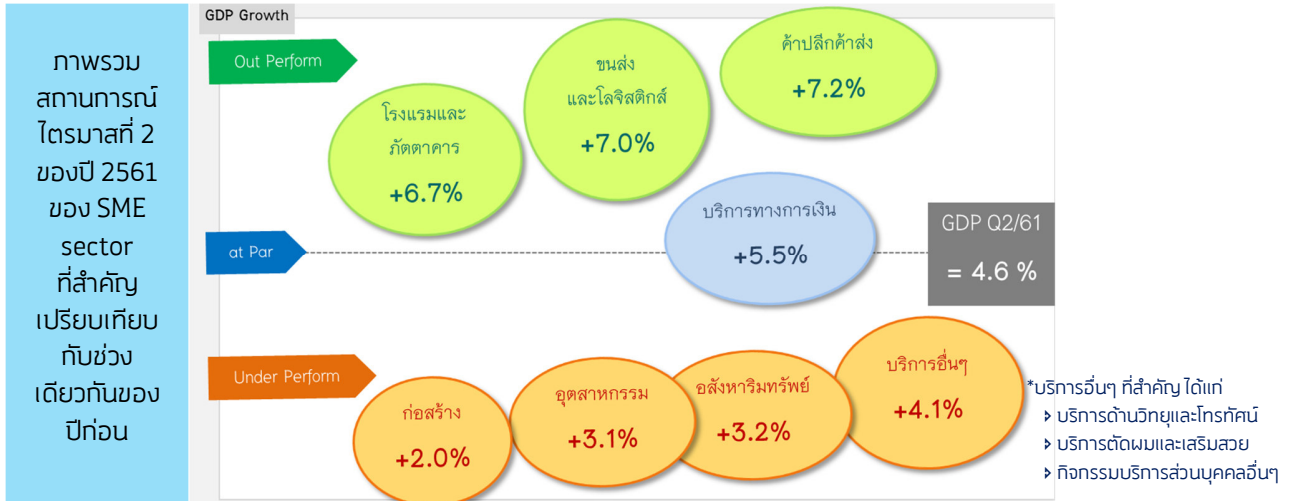 ภาพรวม
สถานการณ์
ไตรมาสที่ 2
ของปี 2561
ของ SME
sector
ที่สำคัญ
เปรียบเทียบ
กับช่วง
เดียวกันของ
ปีก่อน
GDP Growth
Out Perform
โรงแรมและ
ภัตตาคาร
+6.7%
ขนส่ง
และโลจิสติกส์
+7.0%
ค้าปลีกค้าส่ง
+7.2%
at Par
บริการทางการเงิน
+5.5%
GDP Q2/61
= 4.6 %
Under Perform
ก่อสร้าง
+2.0%
อุตสาหกรรม
+3.1%
อสังหาริมทรัพย์
+3.2%
บริการอื่นๆ
+4.1%
*บริการอื่นๆ ที่สำคัญ ได้แก่
บริการด้านวิทยุและโทรทัศน์
บริการตัดผมและเสริมสวย
กิจกรรมบริการส่วนบุคคลอื่นๆ